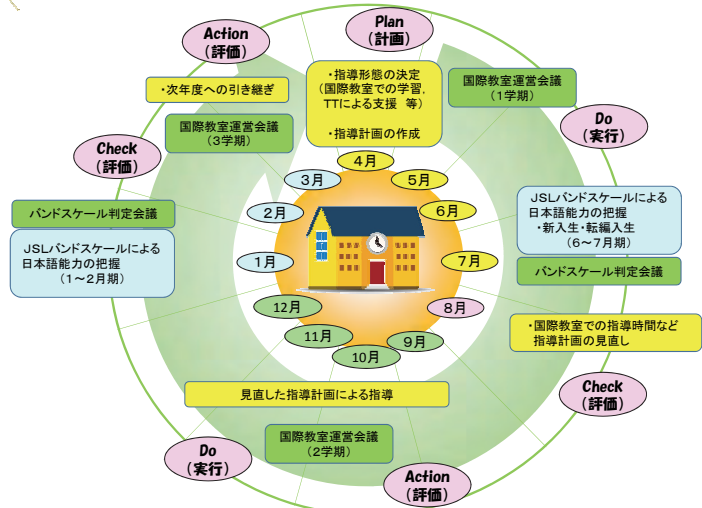 Plan
（計画）
・指導形態の決定
（国際教室での学習，
TTによる支援　等）
・指導計画の作成
国際教室運営会議
（1学期）
Do
（実行）
JSLバンドスケールによる
日本語能力の把握
・新入生・転編入生
（6～7月期）
バンドスケール判定会議
・国際教室での指導時間など
指導計画の見直し
Check
（評価）
Action
（評価）
国際教室運営会議
（2学期）
見直した指導計画による指導
Do
（実行）
JSLバンドスケールによる
日本語能力の把握
（1～2月期）
バンドスケール判定会議
Check
（評価）
国際教室運営会議
（3学期）
・次年度への引き継ぎ
Action
（評価）
4月
5月
6月
7月
8月
9月
10月
11月
12月
1月
2月
3月